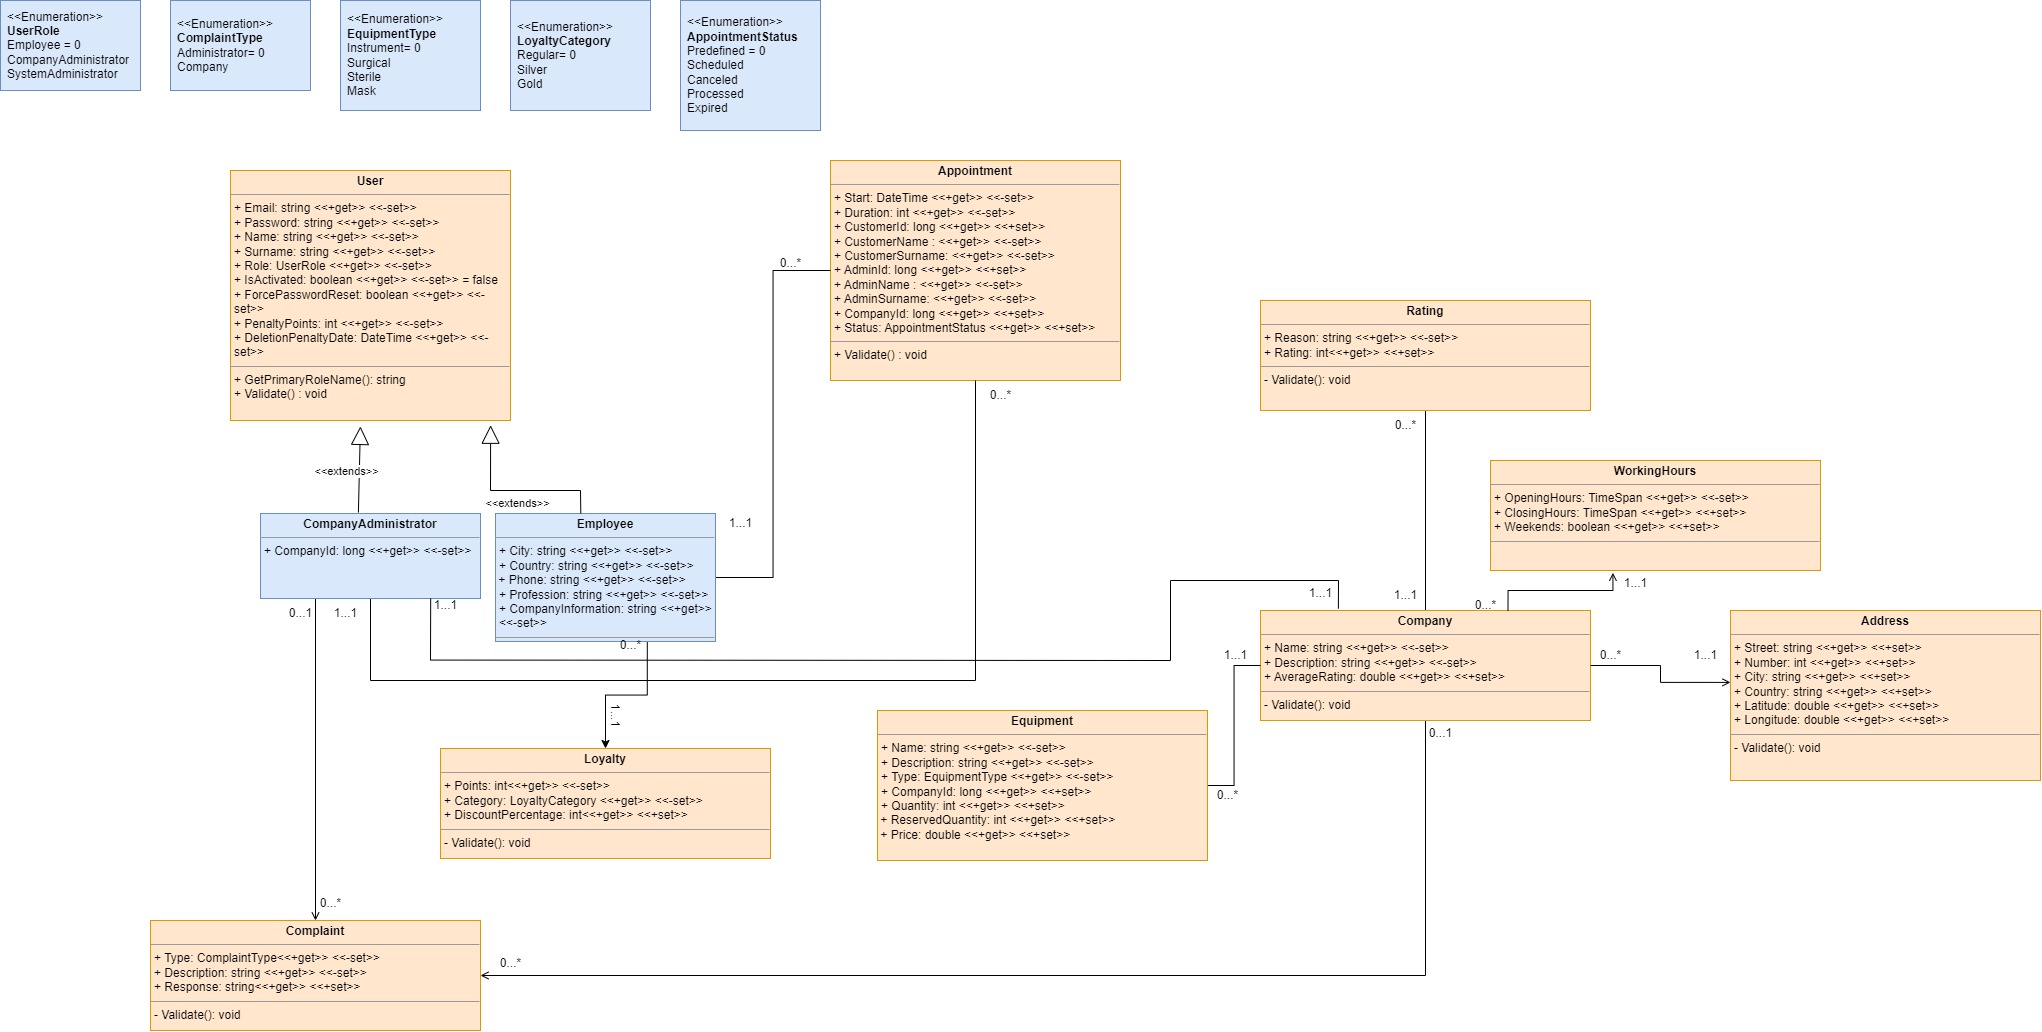 <<Enumeration>>
UserRole
Employee = 0
CompanyAdministrator
SystemAdministrator
<<Enumeration>>
ComplaintType
Administrator= 0
Company
<<Enumeration>>
EquipmentType
Instrument= 0
Surgical
Sterile
Mask
<<Enumeration>>
LoyaltyCategory
Regular= 0
Silver
Gold
<<Enumeration>>
AppointmentStatus
Predefined = 0
Scheduled
Canceled
Processed
Expired
User
+ Email: string <<+get>> <<-set>>
+ Password: string <<+get>> <<-set>>
+ Name: string <<+get>> <<-set>>
+ Surname: string <<+get>> <<-set>>
+ Role: UserRole <<+get>> <<-set>>
+ IsActivated: boolean <<+get>> <<-set>> = false
+ ForcePasswordReset: boolean <<+get>> <<-
set>>
+ PenaltyPoints: int <<+get>> <<-set>>
+ DeletionPenaltyDate: DateTime <<+get>> <<-
set>>
+ GetPrimaryRoleName(): string
+ Validate() : void
Appointment
+ Start: DateTime <<+get>> <<-set>>
+ Duration: int <<+get>> <<-set>>
+ CustomerId: long <<+get>> <<+set>>
+ CustomerName : <<+get>> <<-set>>
+ CustomerSurname: <<+get>> <<-set>>
+ AdminId: long <<+get>> <<+set>>
+ AdminName : <<+get>> <<-set>>
+ AdminSurname: <<+get>> <<-set>>
+ CompanyId: long <<+get>> <<+set>>
+ Status: AppointmentStatus <<+get>> <<+set>>
+ Validate() : void
0...*
0...*
Rating
+ Reason: string <<+get>> <<-set>>
+ Rating: int<<+get>> <<+set>>
- Validate(): void
0...*
<<extends>>
<<extends>>
WorkingHours
+ OpeningHours: TimeSpan <<+get>> <<-set>>
+ ClosingHours: TimeSpan <<+get>> <<+set>>
+ Weekends: boolean <<+get>> <<+set>>
CompanyAdministrator
+ CompanyId: long <<+get>> <<-set>>
Employee
+ City: string <<+get>> <<-set>>
+ Country: string <<+get>> <<-set>>
+ Phone: string <<+get>> <<-set>>
+ Profession: string <<+get>> <<-set>>
+ CompanyInformation: string <<+get>>
<<-set>>
1...1
0...1
1...1
1...1
0...*
1...1
1...1
0...*
1...1
Company
+ Name: string <<+get>> <<-set>>
+ Description: string <<+get>> <<-set>>
+ AverageRating: double <<+get>> <<+set>>
- Validate(): void
1...1
0...*
1...1
0...1
Address
+ Street: string <<+get>> <<+set>>
+ Number: int <<+get>> <<+set>>
+ City: string <<+get>> <<+set>>
+ Country: string <<+get>> <<+set>>
+ Latitude: double <<+get>> <<+set>>
+ Longitude: double <<+get>> <<+set>>
- Validate(): void
1...1
Loyalty
+ Points: int<<+get>> <<-set>>
+ Category: LoyaltyCategory <<+get>> <<-set>>
+ DiscountPercentage: int<<+get>> <<+set>>
- Validate(): void
Equipment
+ Name: string <<+get>> <<-set>>
+ Description: string <<+get>> <<-set>>
+ Type: EquipmentType <<+get>> <<-set>>
+ CompanyId: long <<+get>> <<+set>>
+ Quantity: int <<+get>> <<+set>>
+ ReservedQuantity: int <<+get>> <<+set>>
+ Price: double <<+get>> <<+set>>
0...*
0...*
Complaint
+ Type: ComplaintType<<+get>> <<-set>>
+ Description: string <<+get>> <<-set>>
+ Response: string<<+get>> <<+set>>
- Validate(): void
0...*